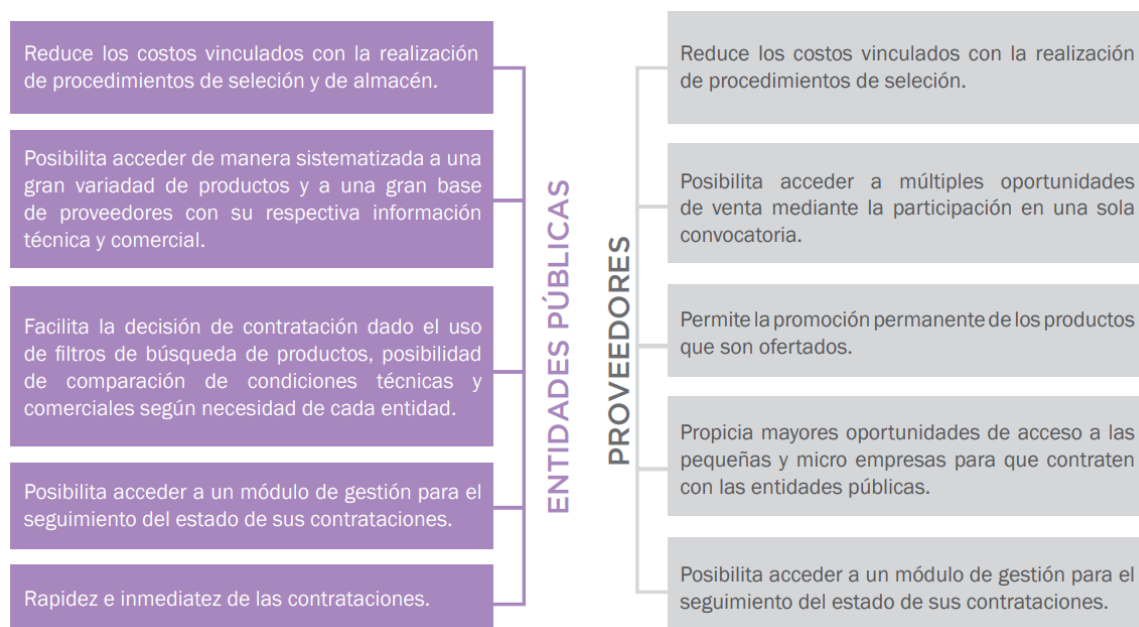 Reduce los costos vinculados con la realización
de procedimientos de seleción y de almacén.
Posibilita acceder de manera sistematizada a una
gran variadad de productos y a una gran base
de proveedores con su respectiva información
técnica y comercial.
Facilita la decisión de contratación dado el uso
de filtros de búsqueda de productos, posibilidad
de comparación de condiciones técnicas y
comerciales según necesidad de cada entidad.
Posibilita acceder a un módulo de gestión para el
seguimiento del estado de sus contrataciones.
Rapidez e inmediatez de las contrataciones.
ENTIDADES PÚBLICAS
PROVEEDORES
Reduce los costos vinculados con la realización
de procedimientos de seleción.
Posibilita acceder a múltiples oportunidades
de venta mediante la participación en una sola
convocatoria.
Permite la promoción permanente de los productos
que son ofertados.
Propicia mayores oportunidades de acceso a las
pequeñas y micro empresas para que contraten
con las entidades públicas.
Posibilita acceder a un módulo de gestión para el
seguimiento del estado de sus contrataciones.